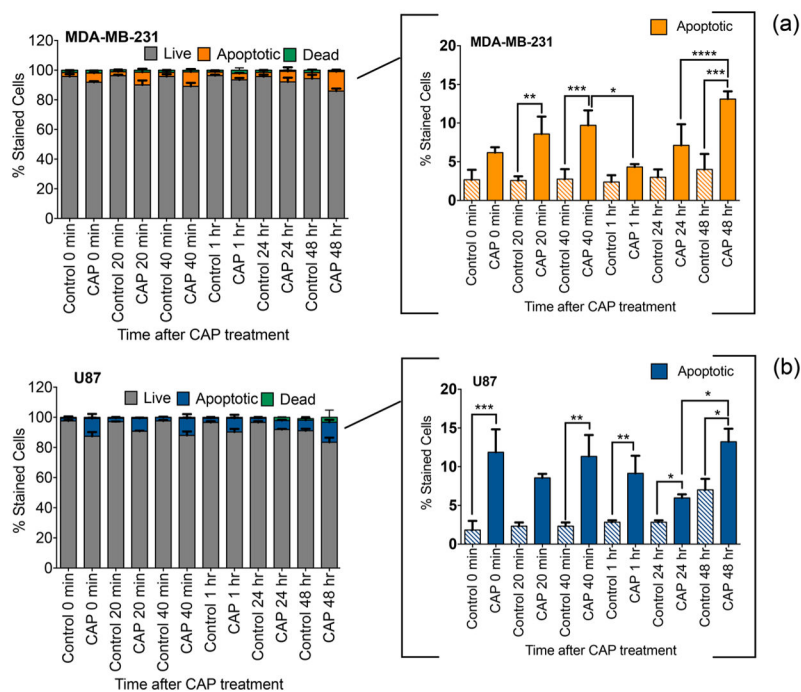 (a)
MDA-MB-231
Live Apoptotic Dead
120
100
80
60
40
20
0
% Stained Cells
Control 0 min
CAP 0 min
Control 20 min
CAP 20 min
Control 40 min
CAP 40 min
Control 1 hr
CAP 1 hr
Control 24 hr
CAP 24 hr
Control 48 hr
CAP 48 hr
Time after CAP treatment
MDA-MB-231
Apoptotic
20
15
10
5
0
% Stained Cells
**
***
*
****
***
Control 0 min
CAP 0 min
Control 20 min
CAP 20 min
Control 40 min
CAP 40 min
Control 1 hr
CAP 1 hr
Control 24 hr
CAP 24 hr
Control 48 hr
CAP 48 hr
Time after CAP treatment
(b)
U87
Live Apoptotic Dead
120
100
80
60
40
20
0
% Stained Cells
Control 0 min
CAP 0 min
Control 20 min
CAP 20 min
Control 40 min
CAP 40 min
Control 1 hr
CAP 1 hr
Control 24 hr
CAP 24 hr
Control 48 hr
CAP 48 hr
Time after CAP treatment
U87
Apoptotic
20
15
10
5
0
% Stained Cells
***
**
**
*
*
*
Control 0 min
CAP 0 min
Control 20 min
CAP 20 min
Control 40 min
CAP 40 min
Control 1 hr
CAP 1 hr
Control 24 hr
CAP 24 hr
Control 48 hr
CAP 48 hr
Time after CAP treatment